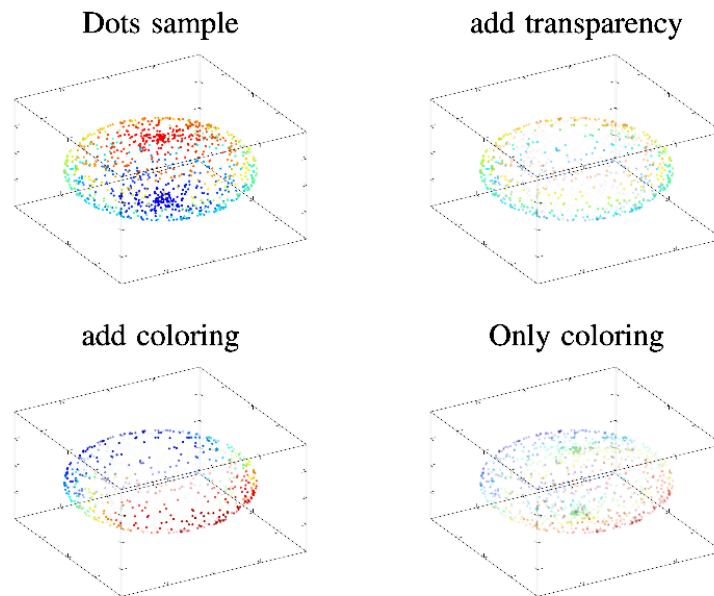 Dots sample
add transparency
add coloring
Only coloring